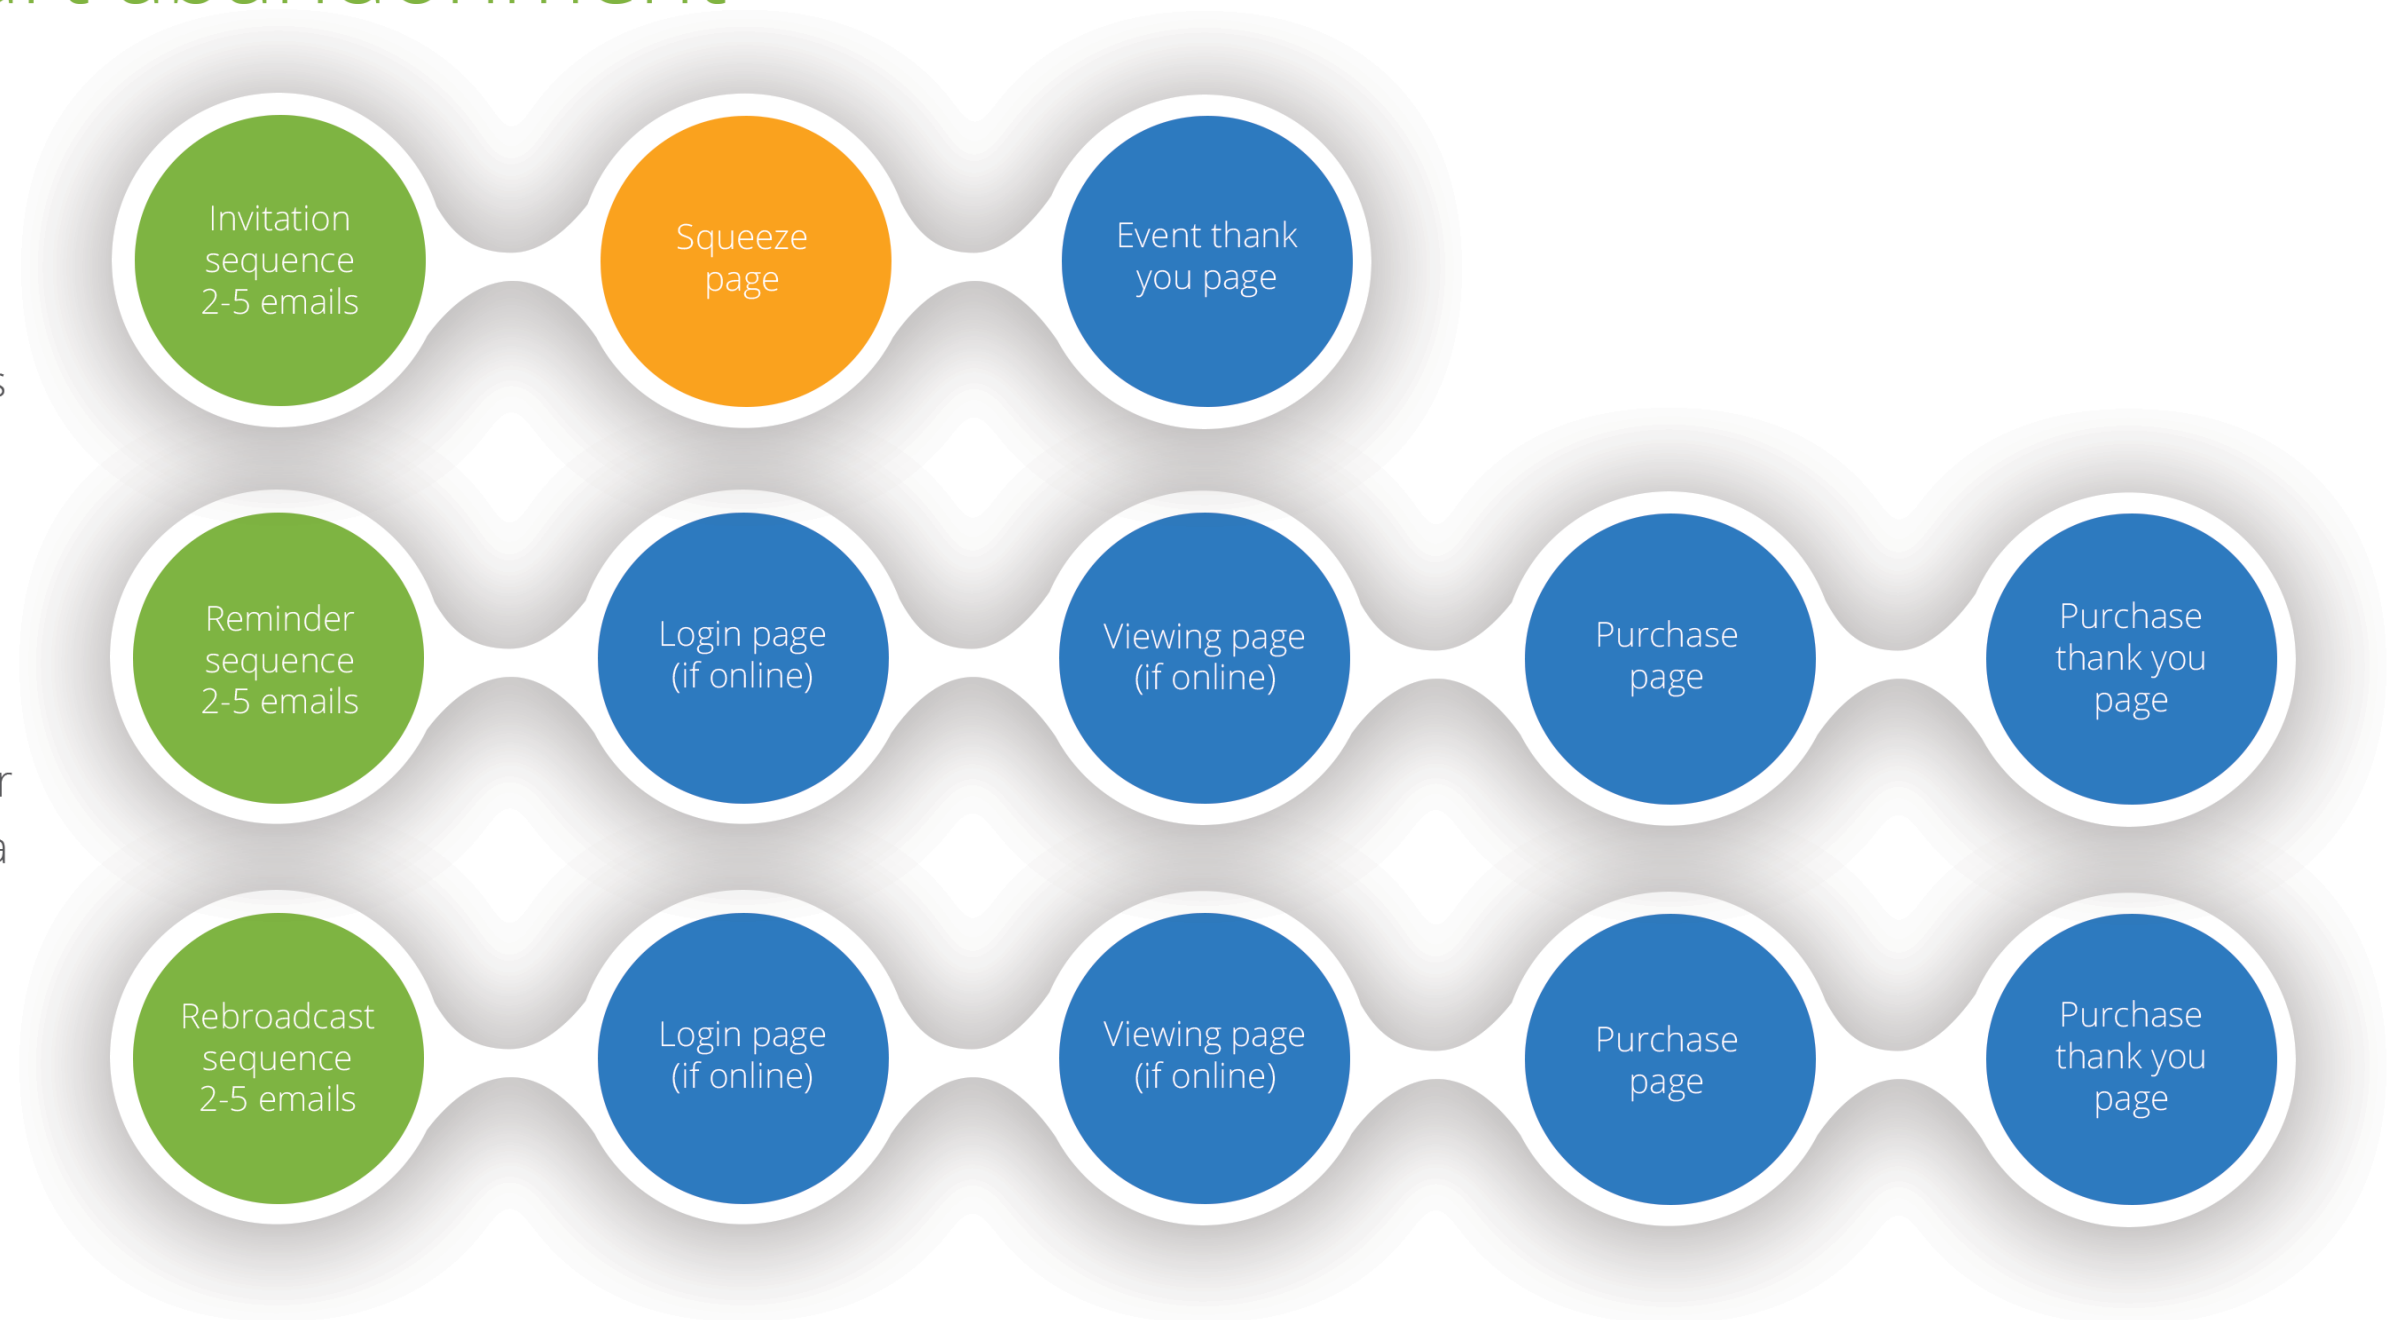 abandonment
Invitation
sequence
2-5 emails
Squeeze
page
Event thank
you page
s
Reminder
sequence
2-5 emails
Login page
(if online)
Viewing page
(if online)
Purchase
page
Purchase
thank you
page
r
a
Rebroadcast
sequence
2-5 emails
Login page
(if online)
Viewing page
(if online)
Purchase
page
Purchase
thank you
page